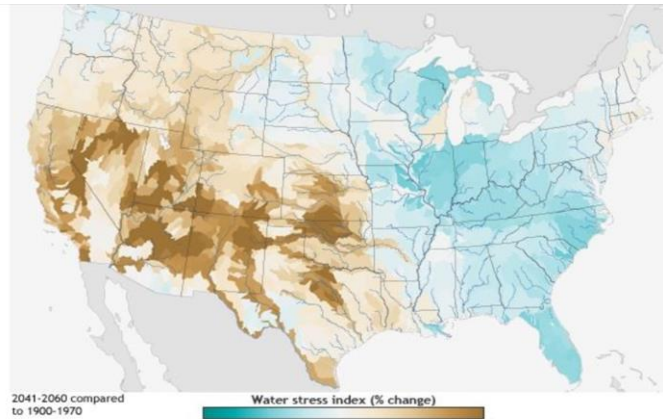 2041-2060 compared
to 1900-1970
Water stress index (% change)